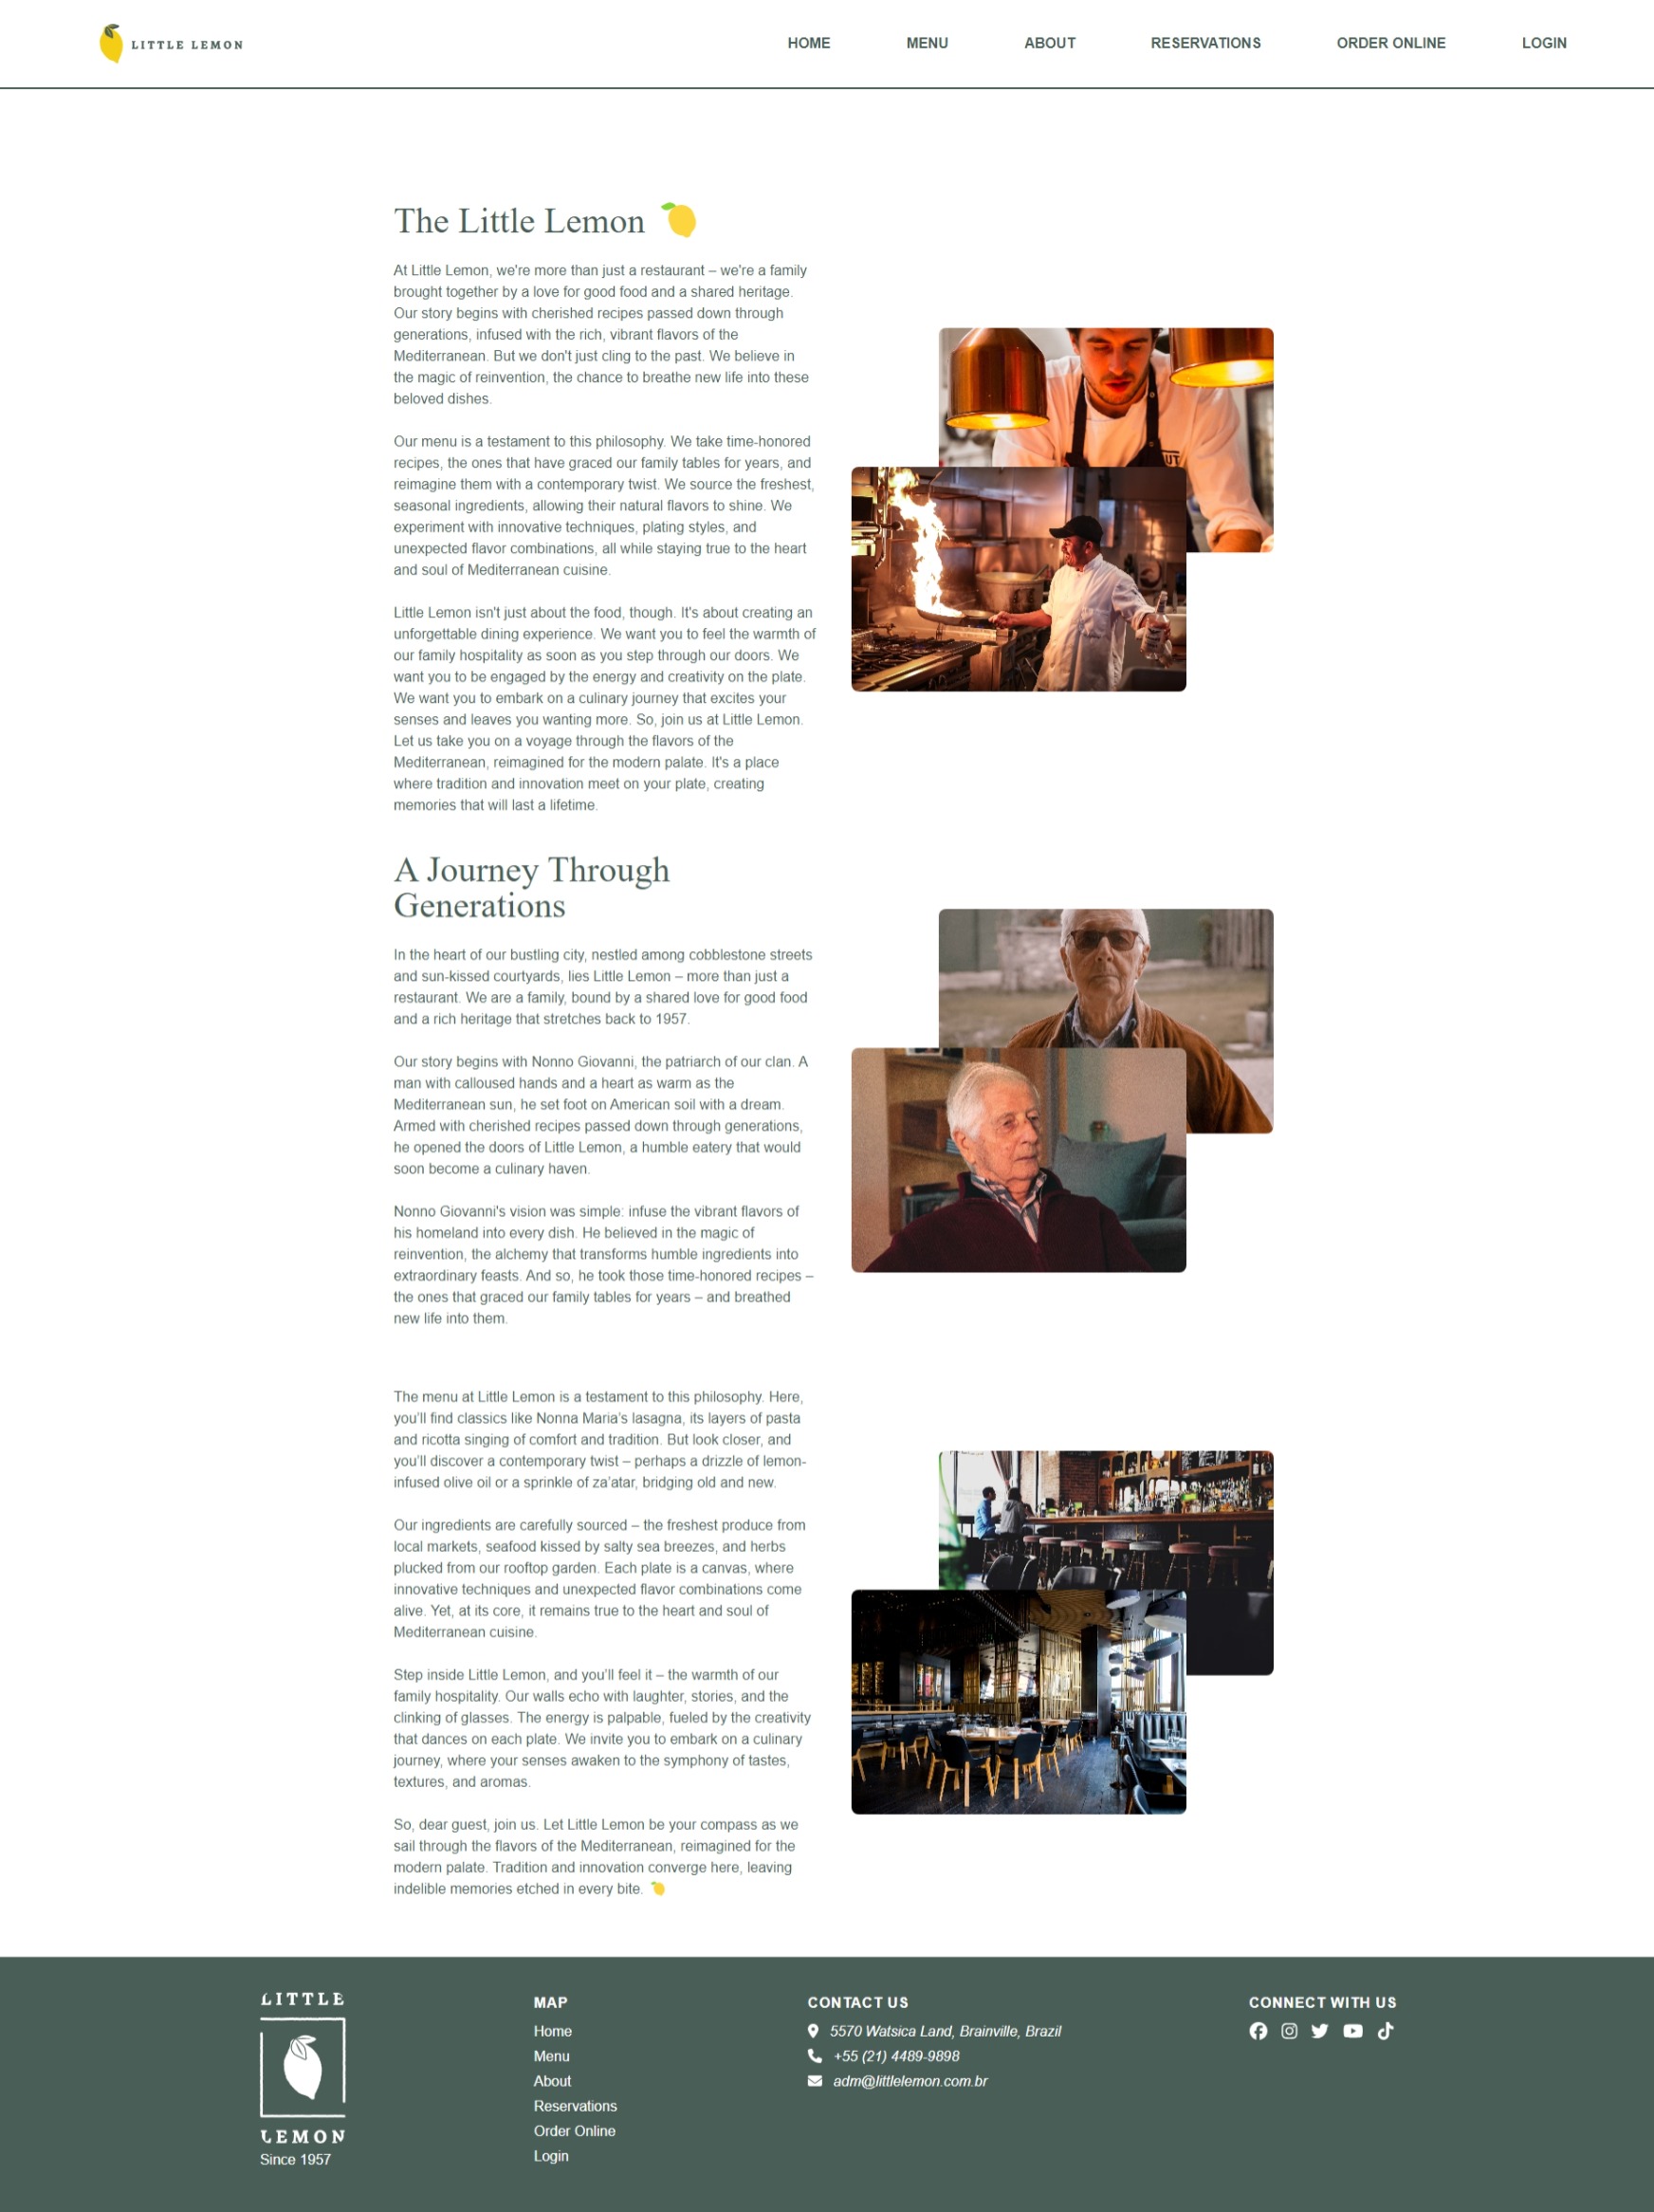 LITTLE LEMON
HOME MENU ABOUT RESERVATIONS ORDER ONLINE LOGIN
The Little Lemon
At Little Lemon, we're more than just a restaurant – we're a family
brought together by a love for good food and a shared heritage.
Our story begins with cherished recipes passed down through
generations, infused with the rich, vibrant flavors of the
Mediterranean. But we don't just cling to the past. We believe in
the magic of reinvention, the chance to breathe new life into these
beloved dishes.
Our menu is a testament to this philosophy. We take time-honored
recipes, the ones that have graced our family tables for years, and
reimagine them with a contemporary twist. We source the freshest,
seasonal ingredients, allowing their natural flavors to shine. We
experiment with innovative techniques, plating styles, and
unexpected flavor combinations, all while staying true to the heart
and soul of Mediterranean cuisine.
Little Lemon isn't just about the food, though. It's about creating an
unforgettable dining experience. We want you to feel the warmth of
our family hospitality as soon as you step through our doors. We
want you to be engaged by the energy and creativity on the plate.
We want you to embark on a culinary journey that excites your
senses and leaves you wanting more. So, join us at Little Lemon.
Let us take you on a voyage through the flavors of the
Mediterranean, reimagined for the modern palate. It's a place
where tradition and innovation meet on your plate, creating
memories that will last a lifetime.
A Journey Through
Generations
In the heart of our bustling city, nestled among cobblestone streets
and sun-kissed courtyards, lies Little Lemon – more than just a
restaurant. We are a family, bound by a shared love for good food
and a rich heritage that stretches back to 1957.
Our story begins with Nonno Giovanni, the patriarch of our clan. A
man with calloused hands and a heart as warm as the
Mediterranean sun, he set foot on American soil with a dream.
Armed with cherished recipes passed down through generations,
he opened the doors of Little Lemon, a humble eatery that would
soon become a culinary haven.
Nonno Giovanni's vision was simple: infuse the vibrant flavors of
his homeland into every dish. He believed in the magic of
reinvention, the alchemy that transforms humble ingredients into
extraordinary feasts. And so, he took those time-honored recipes –
the ones that graced our family tables for years – and breathed
new life into them.
The menu at Little Lemon is a testament to this philosophy. Here,
you’ll find classics like Nonna Maria’s lasagna, its layers of pasta
and ricotta singing of comfort and tradition. But look closer, and
you’ll discover a contemporary twist – perhaps a drizzle of lemon-
infused olive oil or a sprinkle of za’atar, bridging old and new.
Our ingredients are carefully sourced – the freshest produce from
local markets, seafood kissed by salty sea breezes, and herbs
plucked from our rooftop garden. Each plate is a canvas, where
innovative techniques and unexpected flavor combinations come
alive. Yet, at its core, it remains true to the heart and soul of
Mediterranean cuisine.
Step inside Little Lemon, and you’ll feel it – the warmth of our
family hospitality. Our walls echo with laughter, stories, and the
clinking of glasses. The energy is palpable, fueled by the creativity
that dances on each plate. We invite you to embark on a culinary
journey, where your senses awaken to the symphony of tastes,
textures, and aromas.
So, dear guest, join us. Let Little Lemon be your compass as we
sail through the flavors of the Mediterranean, reimagined for the
modern palate. Tradition and innovation converge here, leaving
indelible memories etched in every bite.
LITTLE
LEMON
Since 1957
MAP
Home
Menu
About
Reservations
Order Online
Login
CONTACT US
5570 Watsica Land, Brainville, Brazil
+55 (21) 4489-9898
adm@littlelemon.com.br
CONNECT WITH US